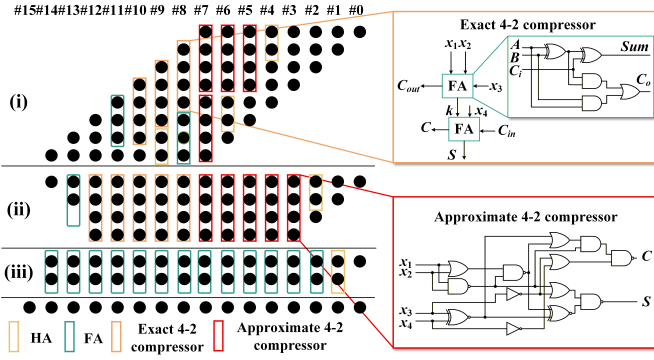 #15#14#13#12 #11 #10 #9 #8 #7 #6 #5 #4 #3 #2 #1 #0
(i)
(ii)
(iii)
HA
FA
Exact 4-2 compressor
Approximate 4-2 compressor
Exact 4-2 compressor
x1 x2
Cout
FA
x3
k
x4
C
FA
Cin
S
A
B
Ci
Sum
Co
Approximate 4-2 compressor
x1
x2
x3
x4
C
S